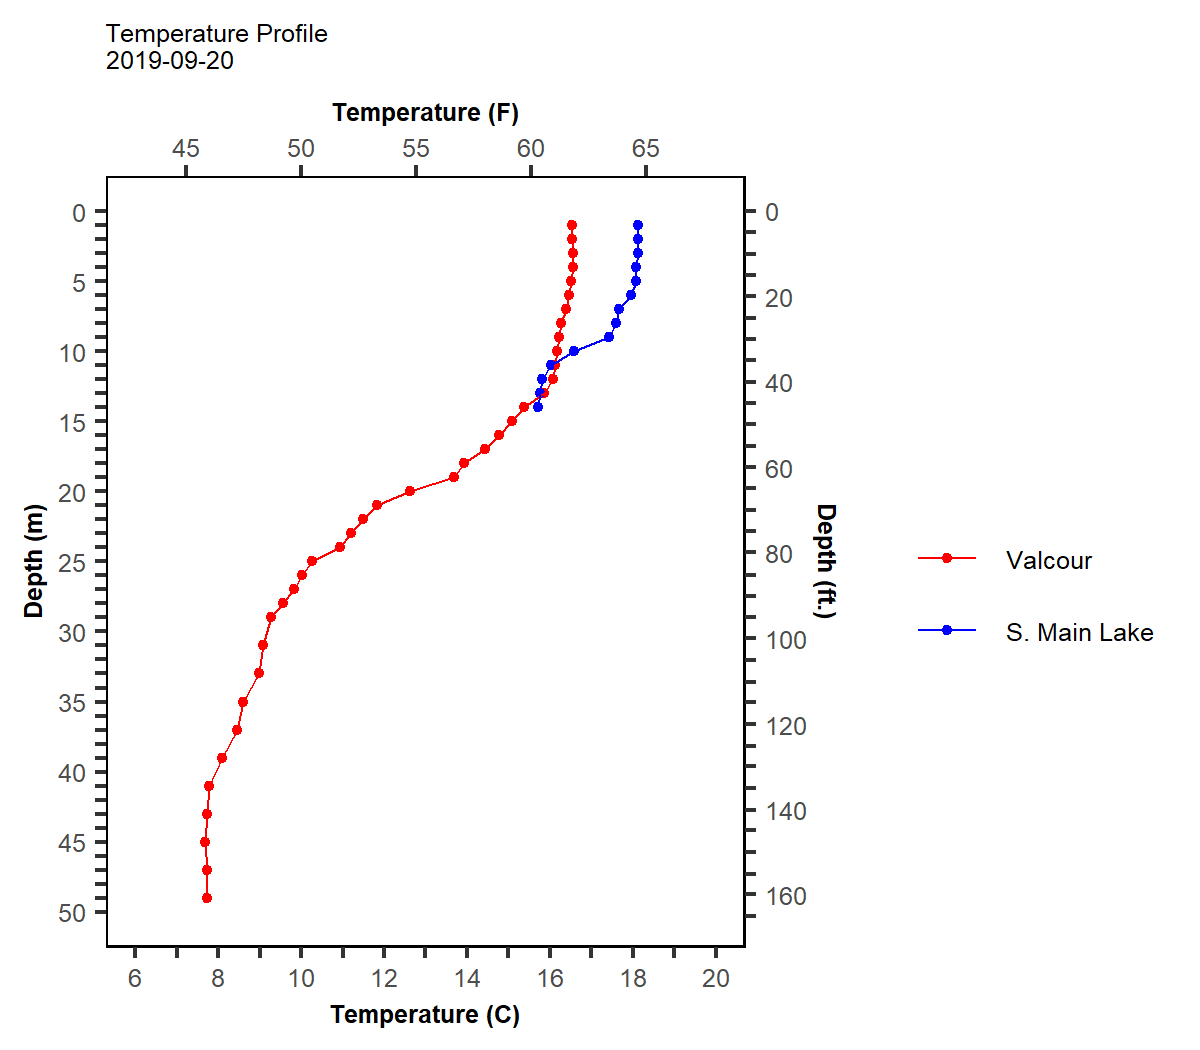 Temperature Profile
2019-09-20
Temperature (F)
45 50 55 60 65
0
5
10
15
20
25
30
35
40
45
50
Depth (m)
0
20
40
60
80
100
120
140
160
Depth (ft.)
Valcour
S. Main Lake
6 8 10 12 14 16 18 20
Temperature (C)